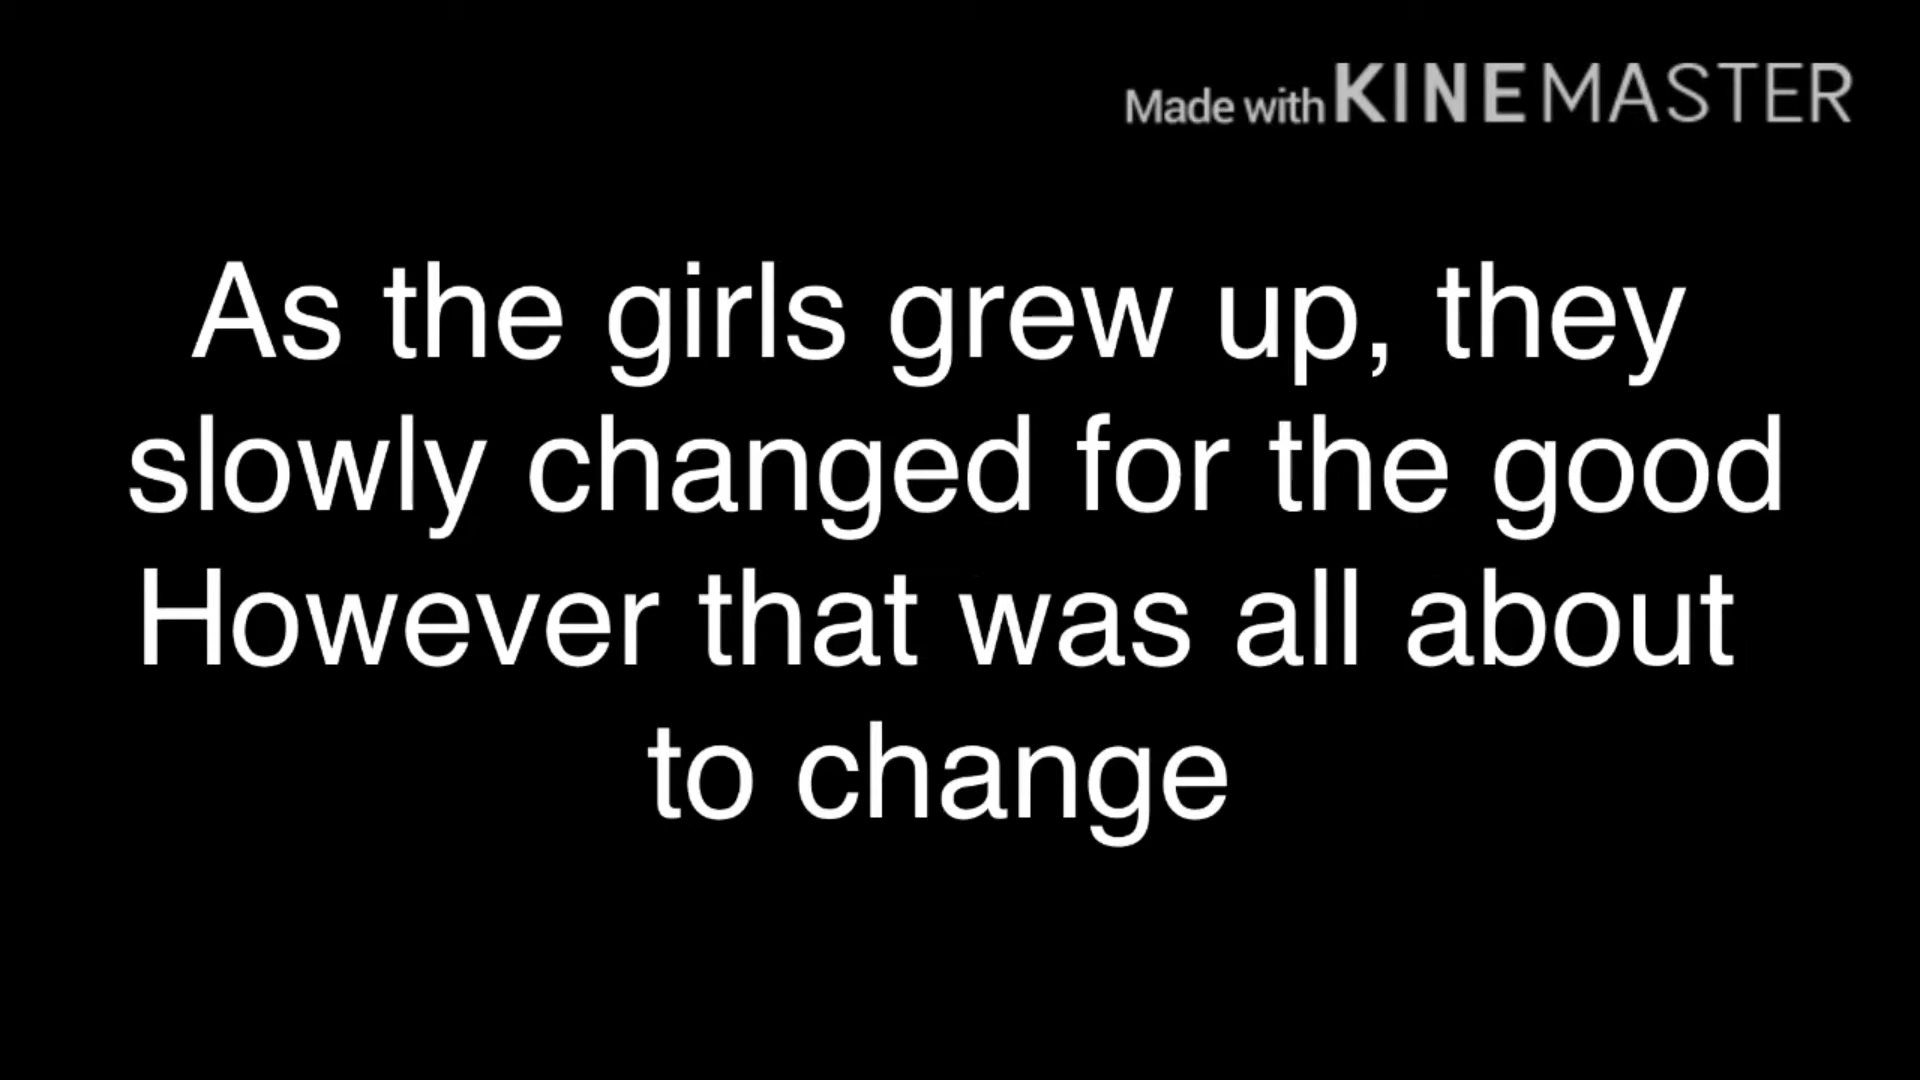 Made with KINEMASTER
As the girls grew up, they
slowly changed for the good
However that was all about
to change